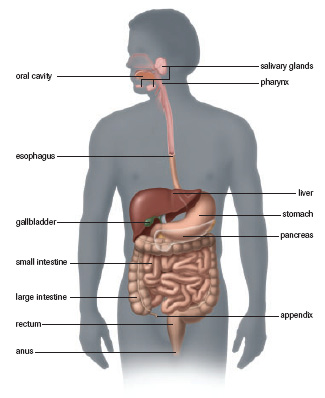 salivary glands
oral cavity
pharynx
esophagus
liver
stomach
gallbladder
pancreas
small intestine
large intestine
appendix
rectum
anus